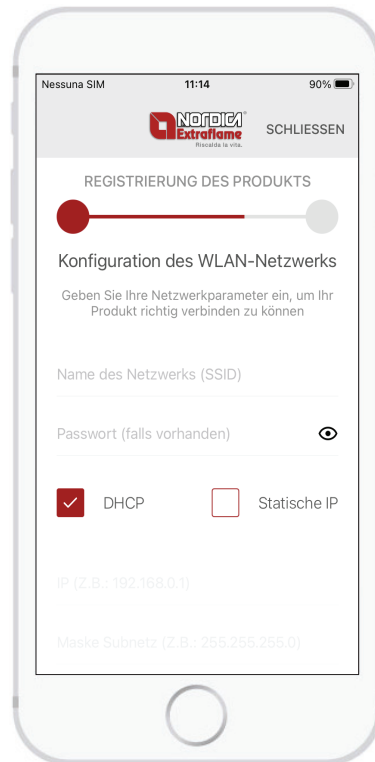 Nessuna SIM 11:14 90%
NORDICA®
Extraflame
Riscalda la vita.
SCHLIESSEN
REGISTRIERUNG DES PRODUKTS
Konfiguration des WLAN-Netzwerks
Geben Sie Ihre Netzwerkparameter ein, um Ihr
Produkt richtig verbinden zu können
Name des Netzwerks (SSID)
Passwort (falls vorhanden)
DHCP Statische IP
IP (Z.B.: 192.168.0.1)
Maske Subnetz (Z.B.: 255.255.255.0)